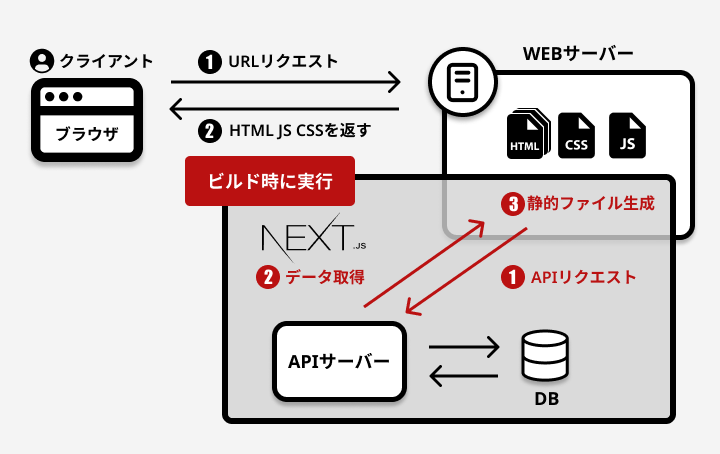 クライアント
ブラウザ
1 URLリクエスト
2 HTML JS CSSを返す
WEBサーバー
HTML
CSS
JS
ビルド時に実行
3 静的ファイル生成
NEXT.JS
2 データ取得
1 APIリクエスト
APIサーバー
DB